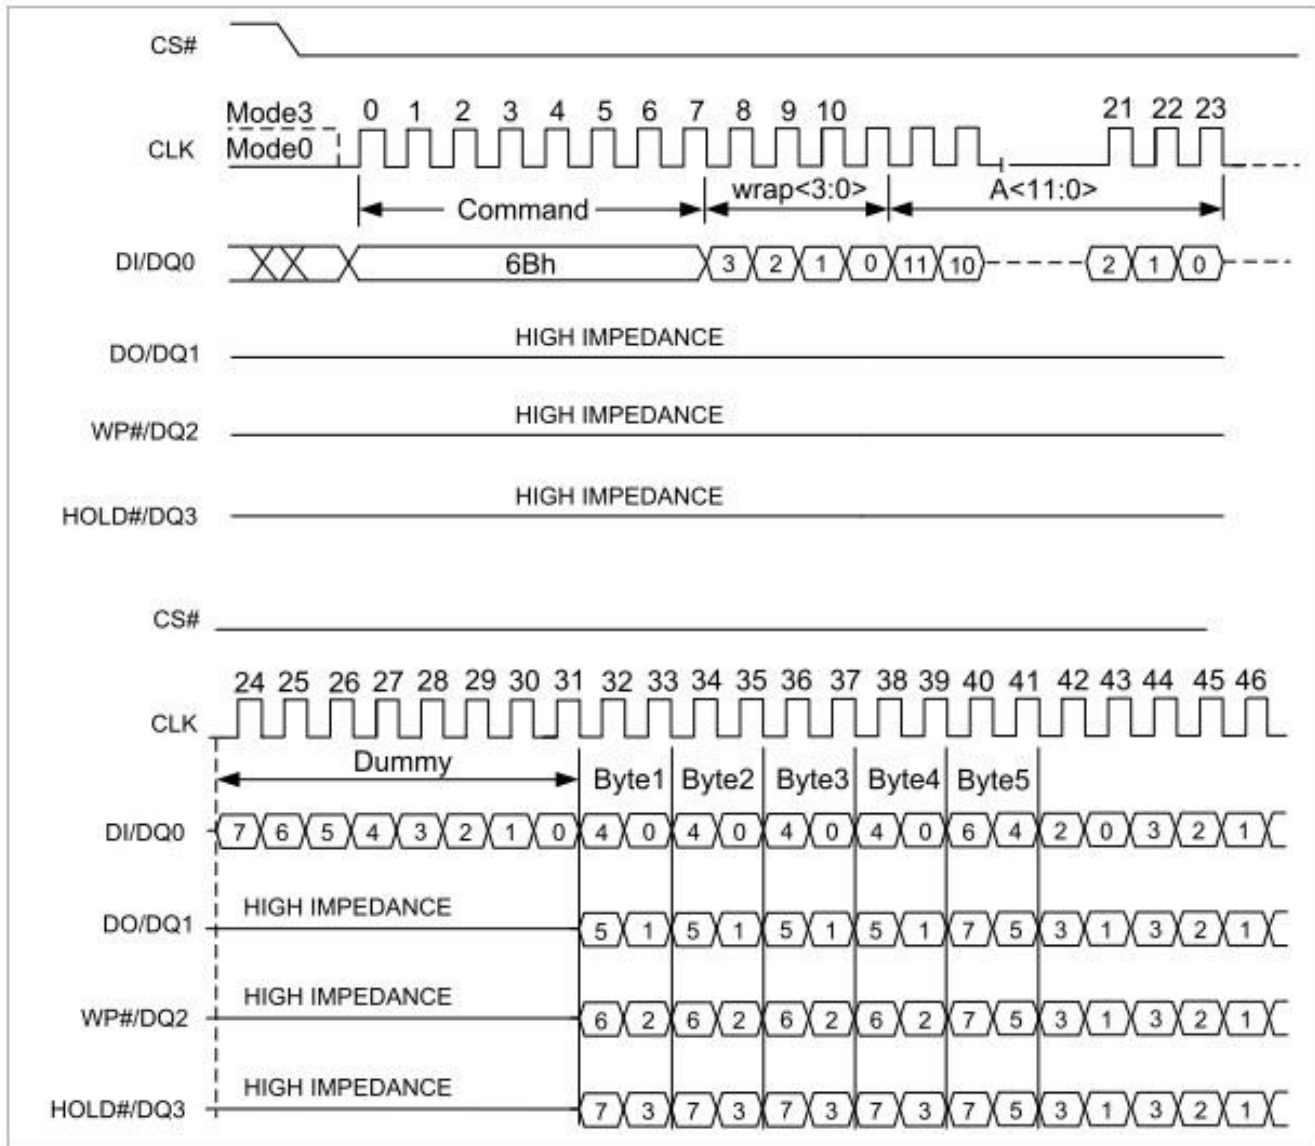 CS#
Mode3 0 1 2 3 4 5 6 7 8 9 10 21 22 23
CLK Mode0
Command wrap<3:0> A<11:0>
DI/DQ0 6Bh 3 2 1 0 11 10 2 1 0
HIGH IMPEDANCE
DO/DQ1
HIGH IMPEDANCE
WP#/DQ2
HIGH IMPEDANCE
HOLD#/DQ3
CS#
24 25 26 27 28 29 30 31 32 33 34 35 36 37 38 39 40 41 42 43 44 45 46
CLK
Dummy Byte1 Byte2 Byte3 Byte4 Byte5
DI/DQ0 7 6 5 4 3 2 1 0 4 0 4 0 4 0 4 0 6 4 2 0 3 2 1
HIGH IMPEDANCE
DO/DQ1 5 1 5 1 5 1 5 1 7 5 3 1 3 2 1
HIGH IMPEDANCE
WP#/DQ2 6 2 6 2 6 2 6 2 7 5 3 1 3 2 1
HIGH IMPEDANCE
HOLD#/DQ3 7 3 7 3 7 3 7 3 7 5 3 1 3 2 1